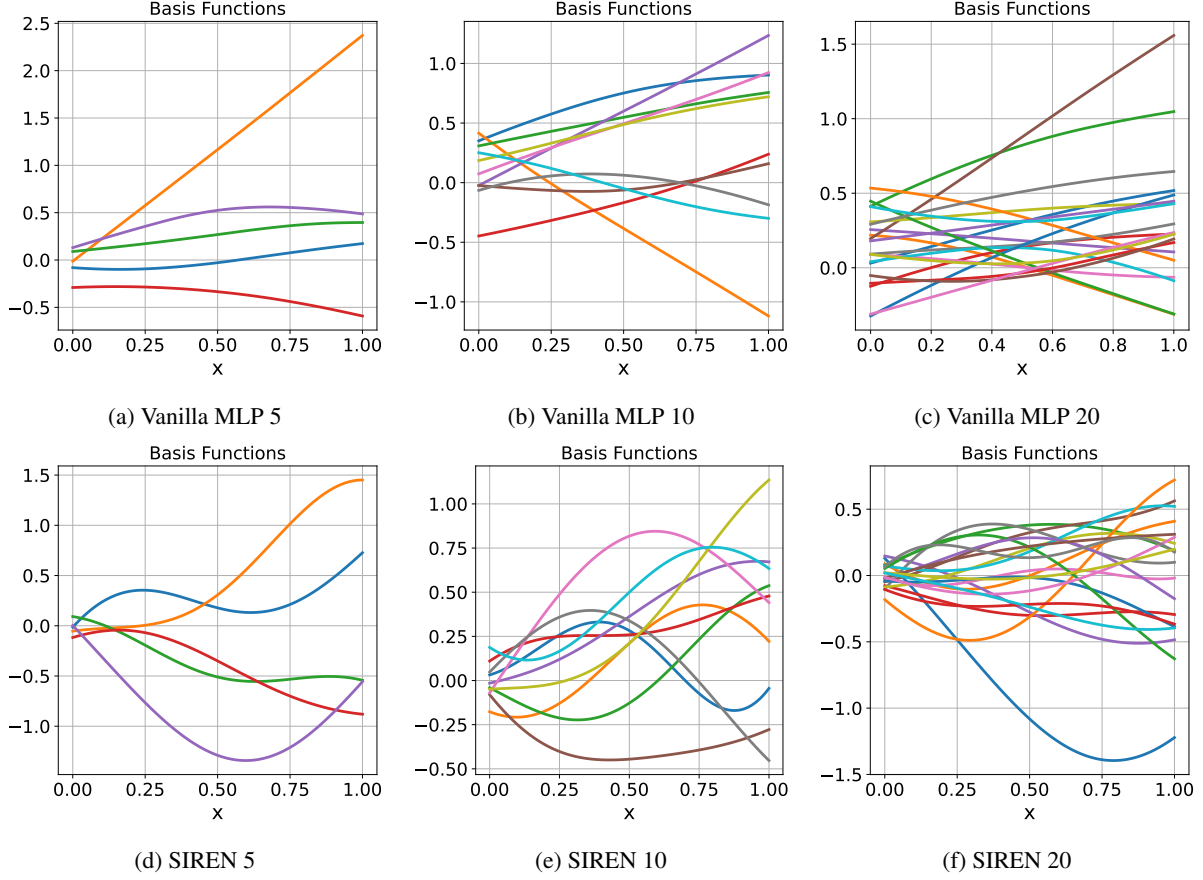 Basis Functions
2.5
2.0
1.5
1.0
0.5
0.0
−0.5
0.00 0.25 0.50 0.75 1.00
x
(a) Vanilla MLP 5
Basis Functions
1.0
0.5
0.0
−0.5
−1.0
0.00 0.25 0.50 0.75 1.00
x
(b) Vanilla MLP 10
Basis Functions
1.5
1.0
0.5
0.0
0.0 0.2 0.4 0.6 0.8 1.0
x
(c) Vanilla MLP 20
Basis Functions
1.5
1.0
0.5
0.0
−0.5
−1.0
0.00 0.25 0.50 0.75 1.00
x
(d) SIREN 5
Basis Functions
1.00
0.75
0.50
0.25
0.00
−0.25
−0.50
0.00 0.25 0.50 0.75 1.00
x
(e) SIREN 10
Basis Functions
0.5
0.0
−0.5
−1.0
−1.5
0.00 0.25 0.50 0.75 1.00
x
(f) SIREN 20